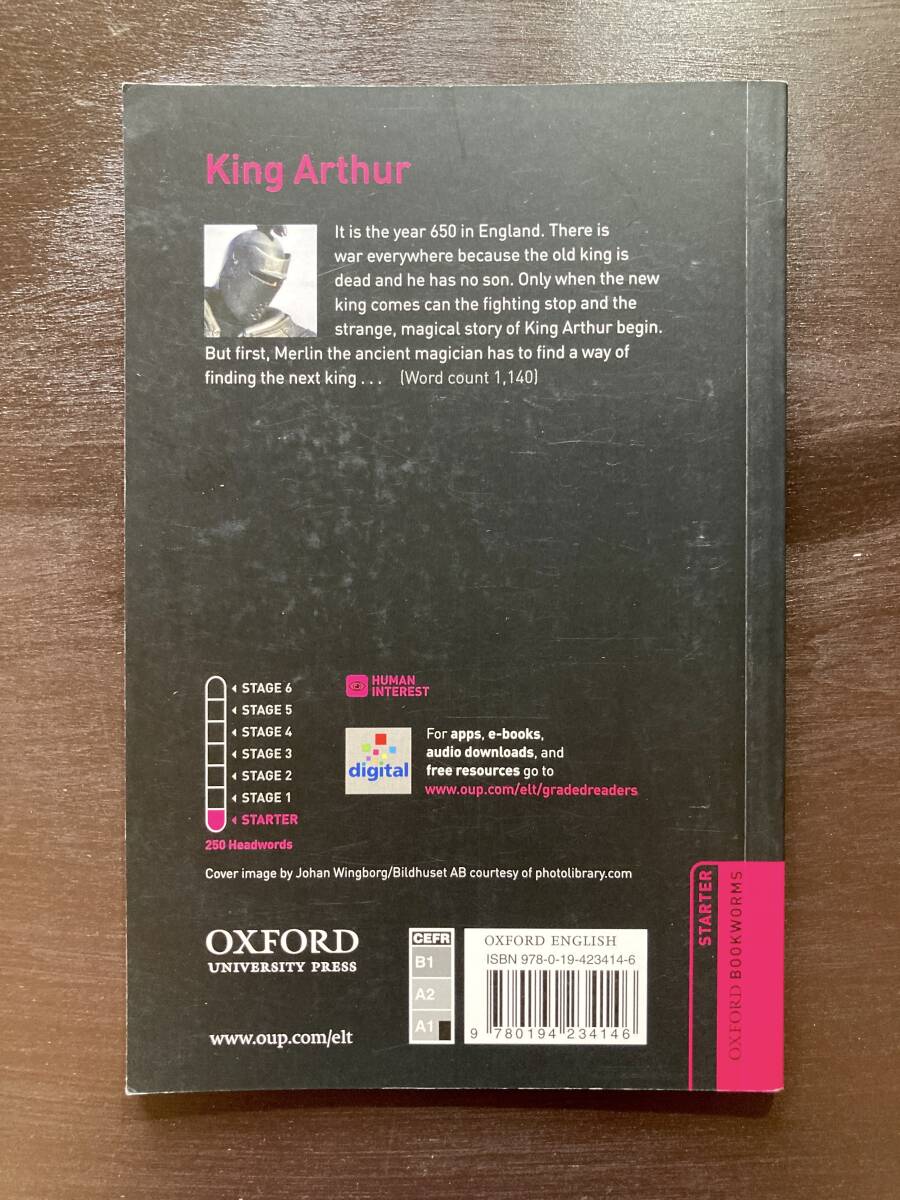 King Arthur
It is the year 650 in England. There is
war everywhere because the old king is
dead and he has no son. Only when the new
king comes can the fighting stop and the
strange, magical story of King Arthur begin.
But first, Merlin the ancient magician has to find a way of
finding the next king . . . (Word count 1,140)
STAGE 6
STAGE 5
STAGE 4
STAGE 3
STAGE 2
STAGE 1
STARTER
250 Headwords
HUMAN
INTEREST
digital
For apps, e-books,
audio downloads, and
free resources go to
www.oup.com/elt/gradedreaders
Cover image by Johan Wingborg/Bildhuset AB courtesy of photolibrary.com
OXFORD
UNIVERSITY PRESS
www.oup.com/elt
CEFR
B1
A2
A1
OXFORD ENGLISH
ISBN 978-0-19-423414-6
9 780194 234146
STARTER
OXFORD BOOKWORMS